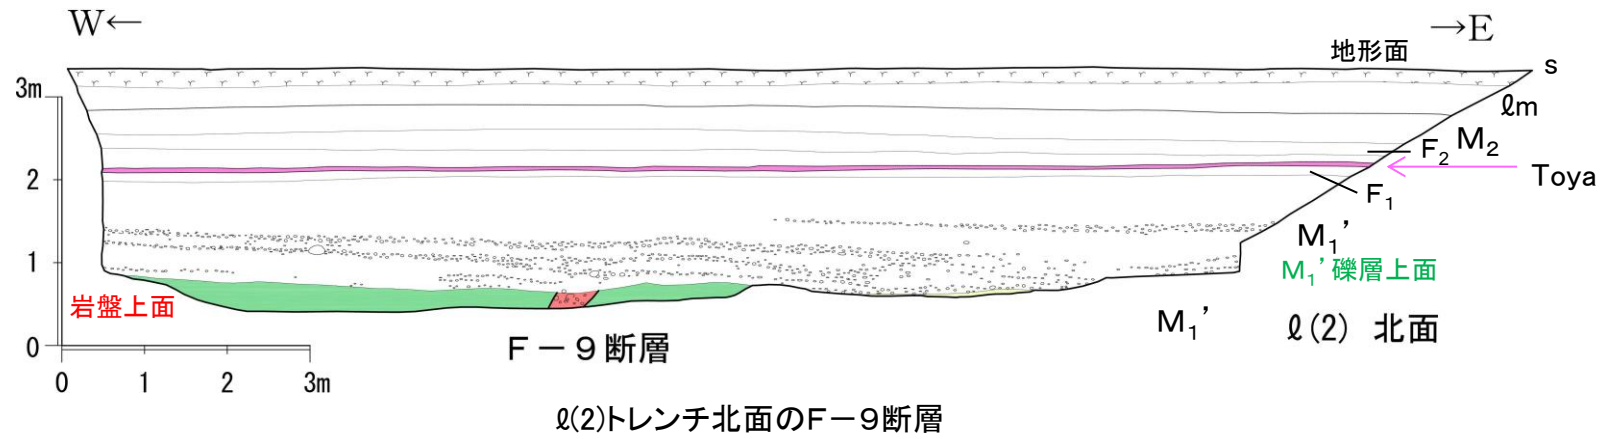 W←
→E
地形面
s
3m
ℓm
F₂
M₂
Toya
2
F₁
M₁’
1
M₁’礫層上面
岩盤上面
M₁’
ℓ(2) 北面
0
F－9断層
0
1
2
3m
ℓ(2)トレンチ北面のF－9断層